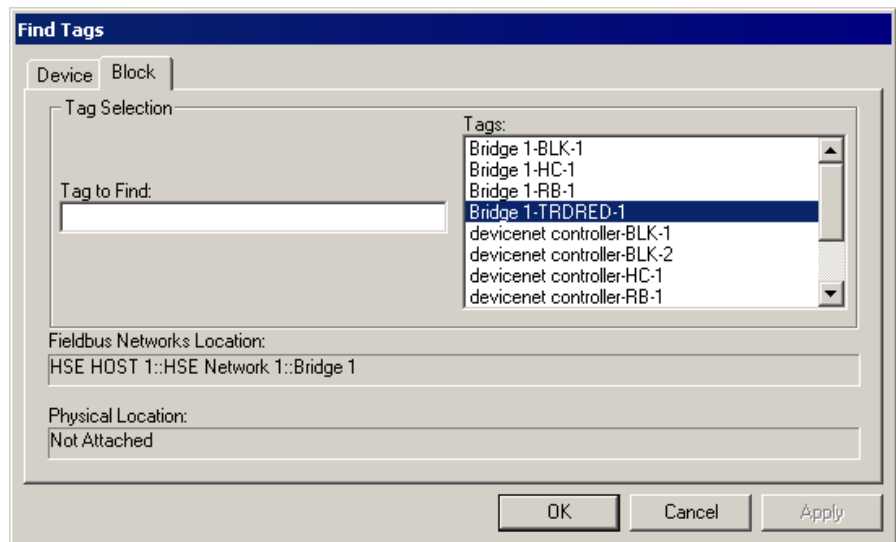 Find Tags
Device
Block
Tag Selection
Tag to Find:
Tags:
Bridge 1-BLK-1
Bridge 1-HC-1
Bridge 1-RB-1
Bridge 1-TRDRED-1
devicenet controller-BLK-1
devicenet controller-BLK-2
devicenet controller-HC-1
devicenet controller-RB-1
Fieldbus Networks Location:
HSE HOST 1::HSE Network 1::Bridge 1
Physical Location:
Not Attached
OK
Cancel
Apply